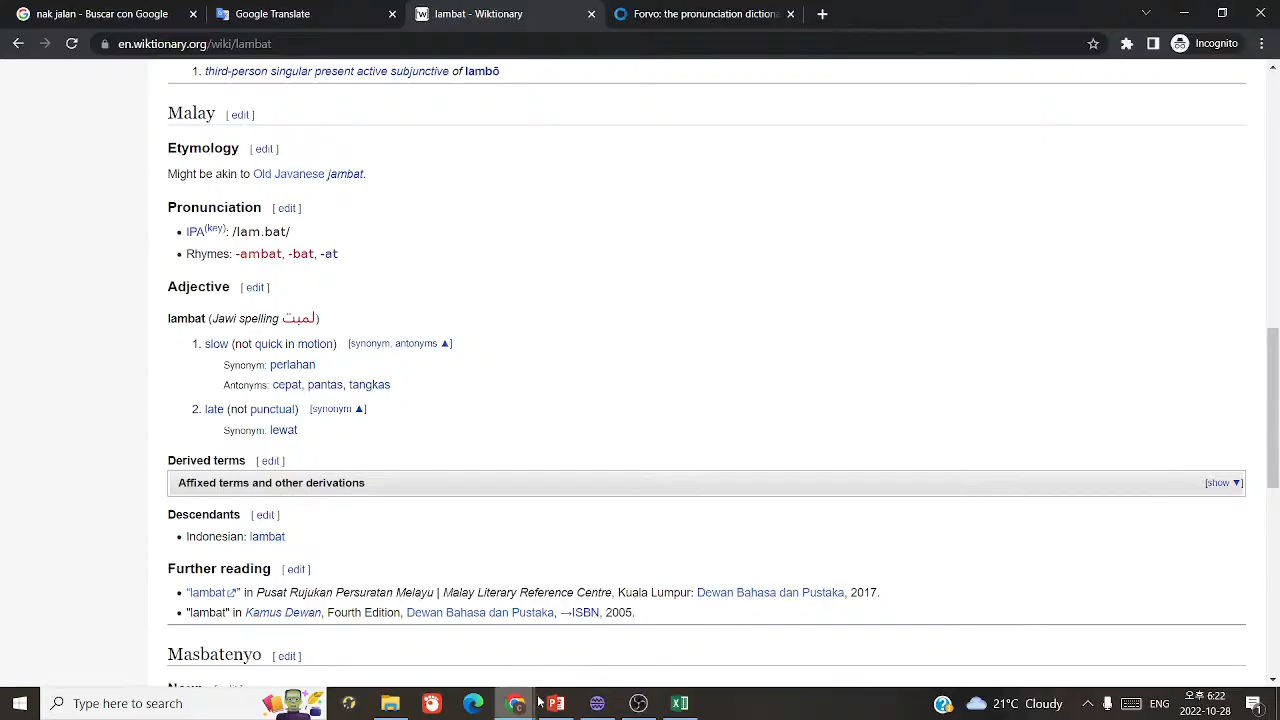 nak jalan - Buscar con Google
Google Translate
lambat - Wiktionary
Forvo: the pronunciation dictiona
en.wiktionary.org/wiki/lambat
Incognito
1. third-person singular present active subjunctive of lambō
Malay [ edit ]
Etymology [ edit ]
Might be akin to Old Javanese jambat.
Pronunciation [ edit ]
• IPA(key): /lam.bat/
• Rhymes: -ambat, -bat, -at
Adjective [ edit ]
lambat (Jawi spelling لمبت)
1. slow (not quick in motion) [synonym, antonyms ▲]
Synonym: perlahan
Antonyms: cepat, pantas, tangkas
2. late (not punctual) [synonym ▲]
Synonym: lewat
Derived terms [ edit ]
Affixed terms and other derivations [show ▼]
Descendants [ edit ]
• Indonesian: lambat
Further reading [ edit ]
• “lambat” in Pusat Rujukan Persuratan Melayu | Malay Literary Reference Centre, Kuala Lumpur: Dewan Bahasa dan Pustaka, 2017.
• "lambat" in Kamus Dewan, Fourth Edition, Dewan Bahasa dan Pustaka, →ISBN, 2005.
Masbatenyo [ edit ]
Type here to search
21°C Cloudy
ENG
오후 6:22
2022-10-28